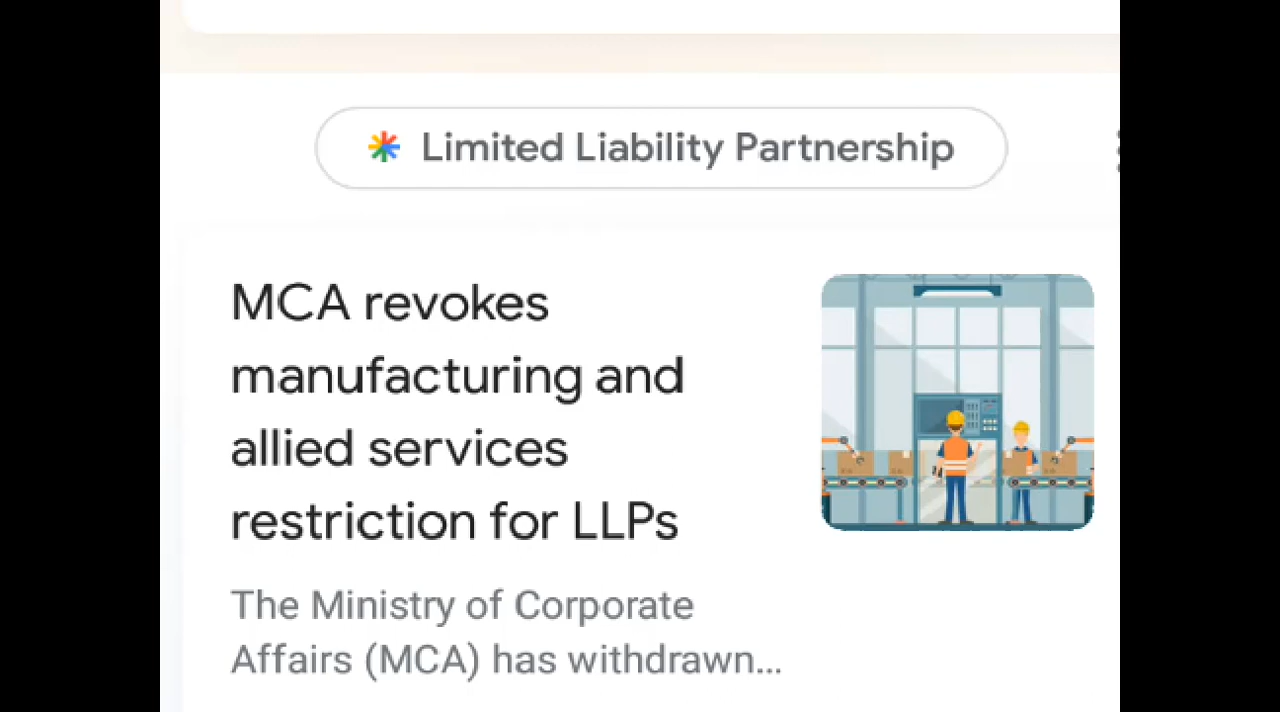 Limited Liability Partnership
MCA revokes
manufacturing and
allied services
restriction for LLPs
The Ministry of Corporate
Affairs (MCA) has withdrawn...